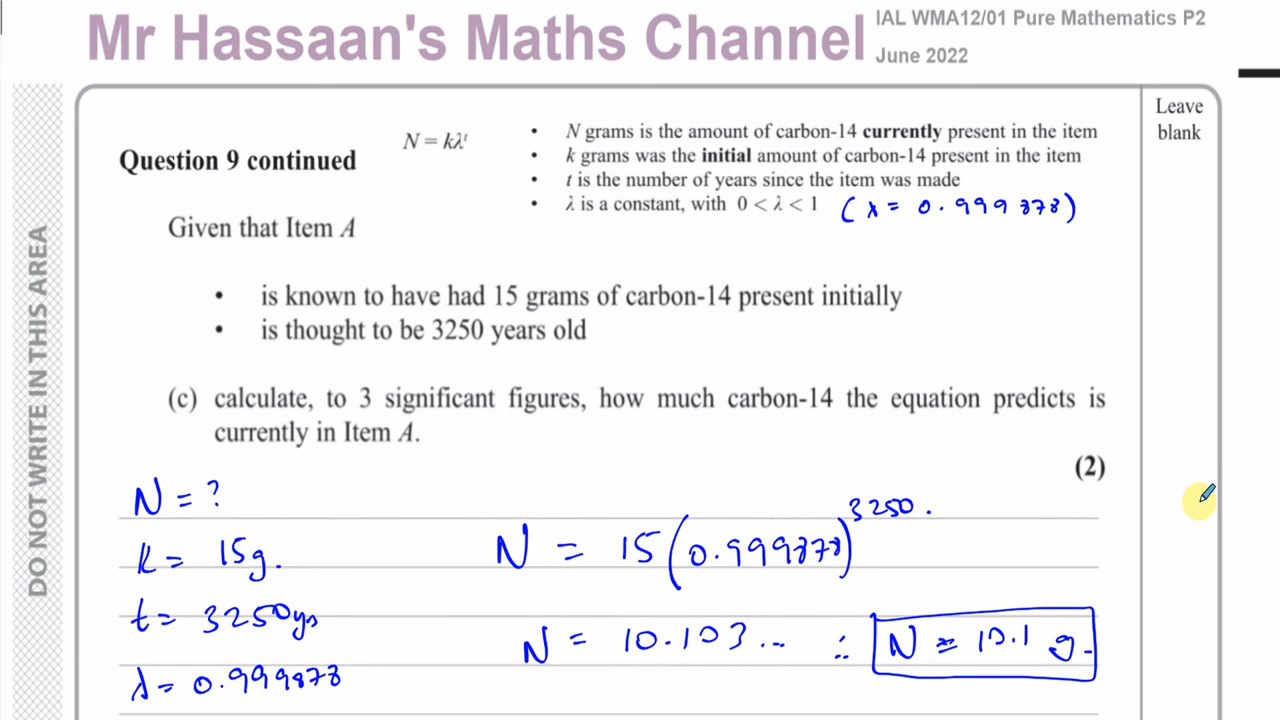 Mr Hassaan's Maths Channel
IAL WMA12/01 Pure Mathematics P2
June 2022
Leave
blank
DO NOT WRITE IN THIS AREA
Question 9 continued
N = kλᵗ
• N grams is the amount of carbon-14 currently present in the item
• k grams was the initial amount of carbon-14 present in the item
• t is the number of years since the item was made
• λ is a constant, with 0 < λ < 1 (λ = 0.999878)
Given that Item A
• is known to have had 15 grams of carbon-14 present initially
• is thought to be 3250 years old
(c) calculate, to 3 significant figures, how much carbon-14 the equation predicts is
currently in Item A.
(2)
N = ?
k = 15g.
t = 3250yrs
λ = 0.999878
N = 15(0.999878)³²⁵⁰.
N = 10.103... ∴ N ≈ 10.1 g.